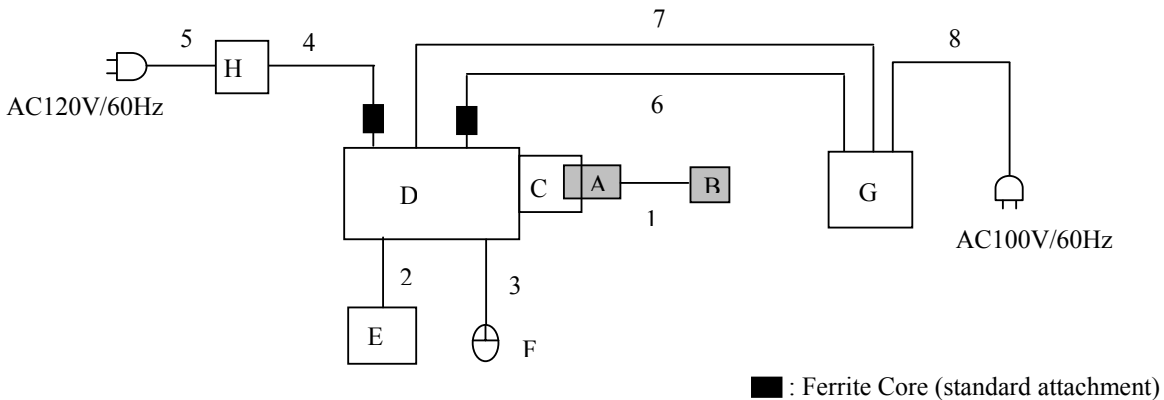 7
5
4
8
H
6
AC120V/60Hz
C
A
B
D
G
1
AC100V/60Hz
2
3
E
F
: Ferrite Core (standard attachment)